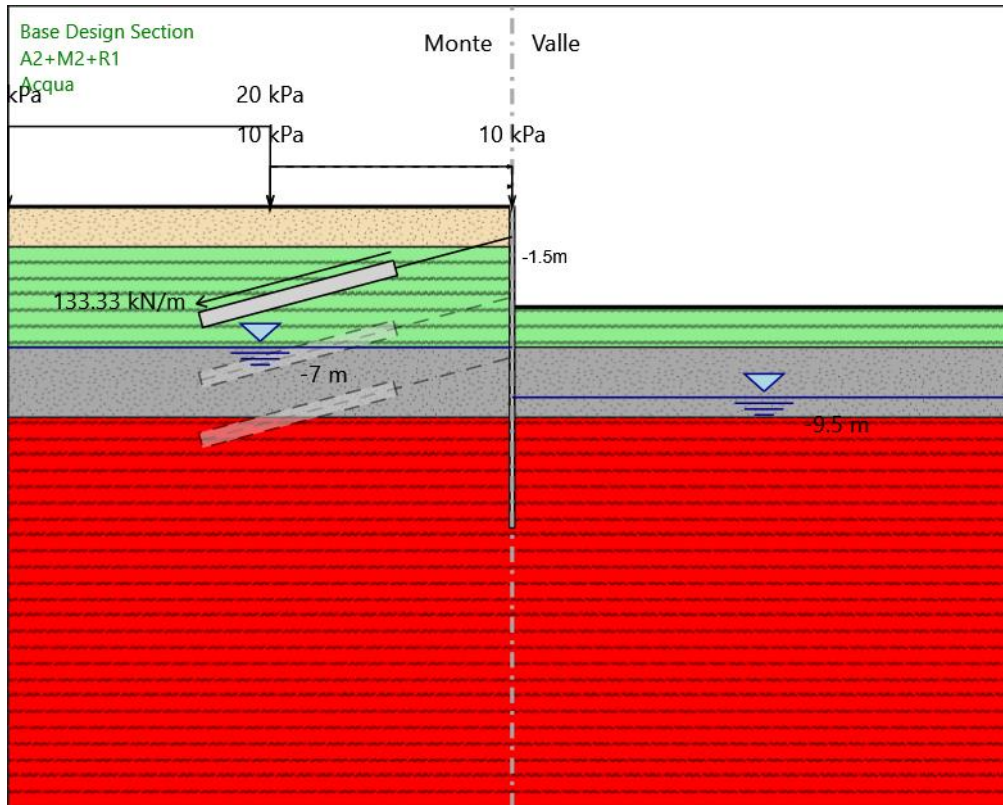 Base Design Section
A2+M2+R1
Acqua
Monte
Valle
kPa
20 kPa
10 kPa
10 kPa
-1.5m
133.33 kN/m
-7 m
-9.5 m